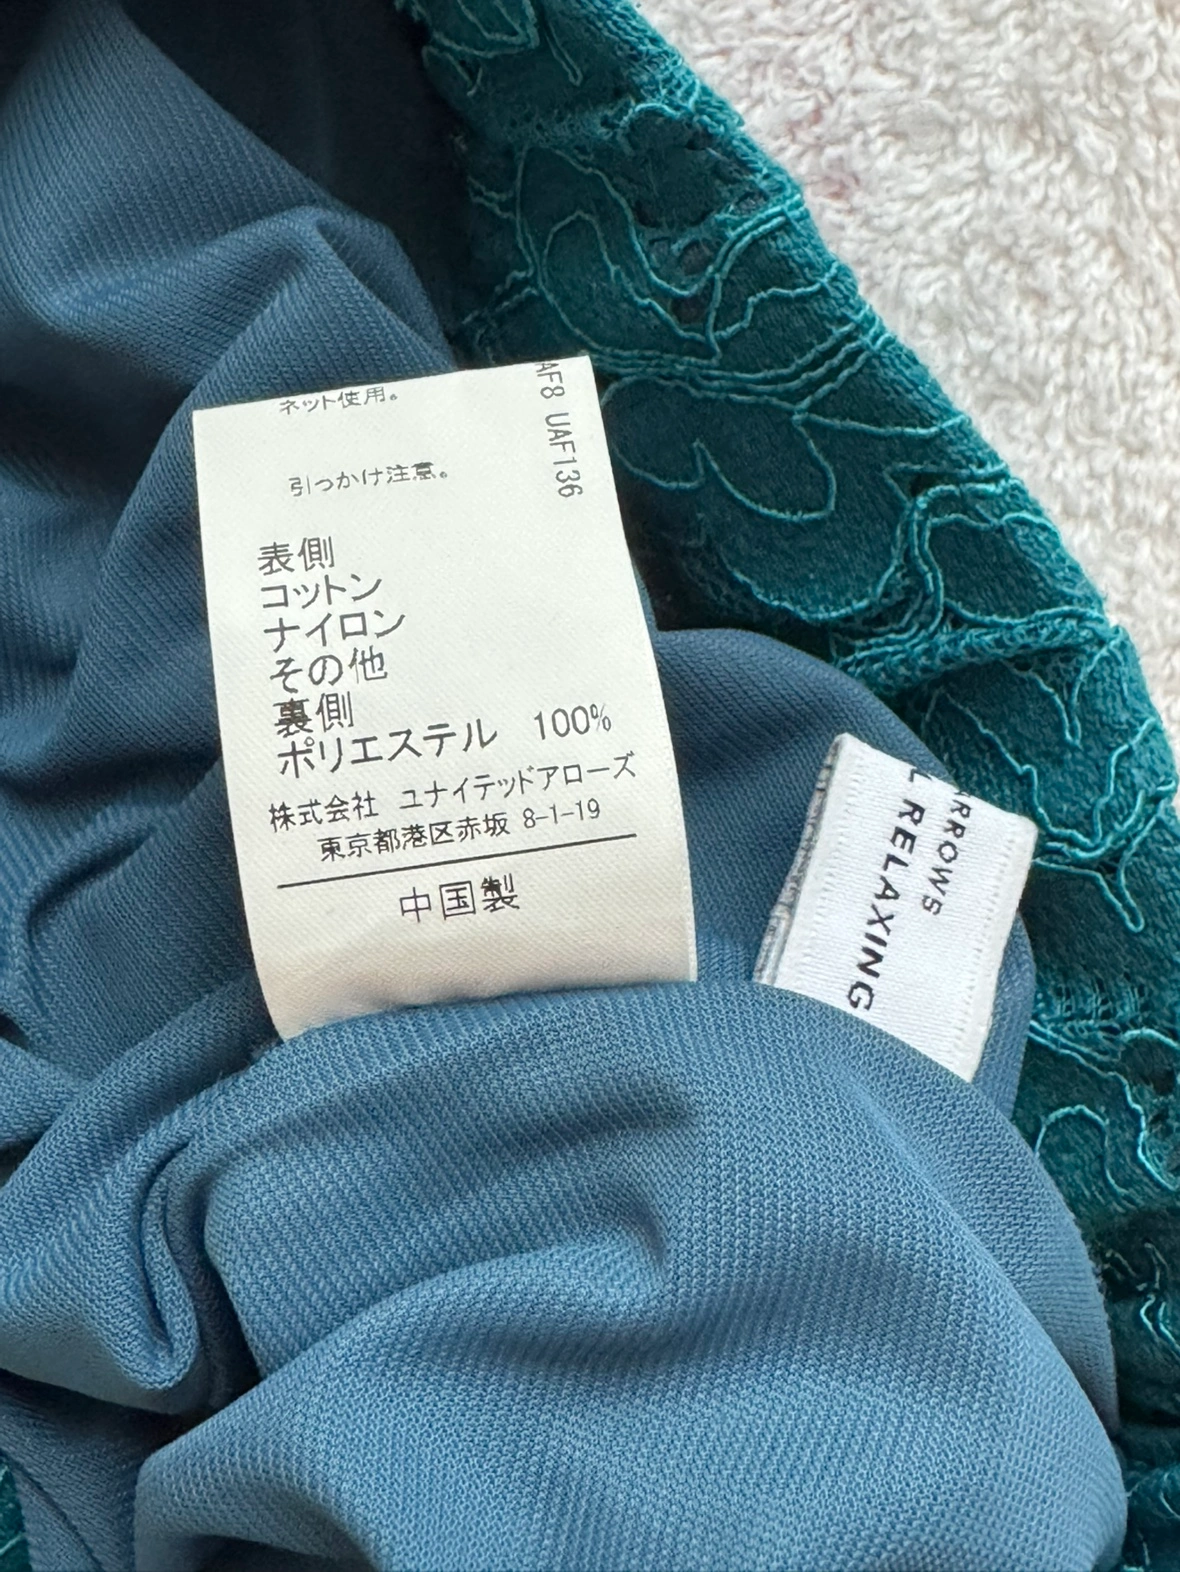 ネット使用。
引っかけ注意。
AF8 UAF136
表側
コットン
ナイロン
その他
裏側
ポリエステル 100%
株式会社 ユナイテッドアローズ
東京都港区赤坂 8-1-19
中国製
RROWS
L RELAXING